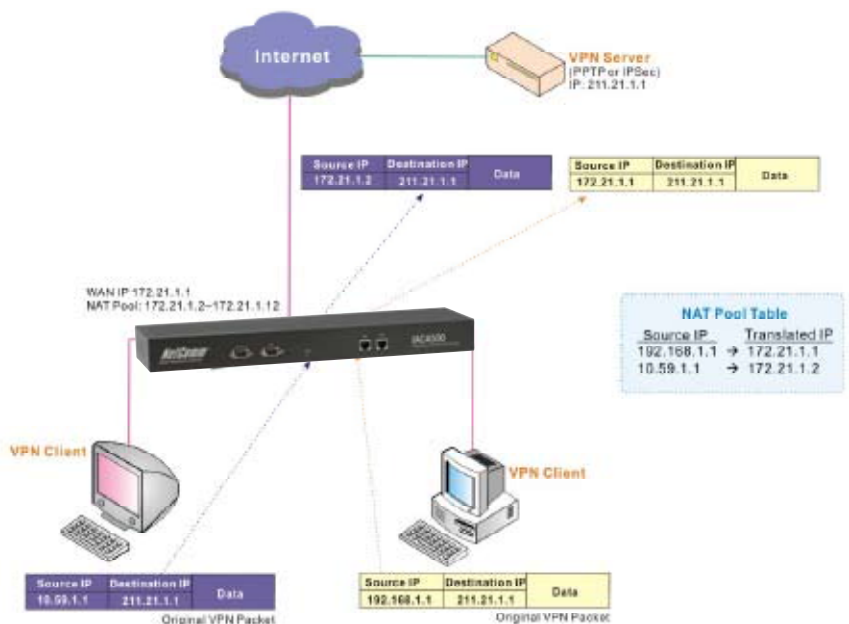 Internet
VPN Server
(PPTP or IPSec)
IP: 211.21.1.1
Source IP Destination IP Data
172.21.1.2 211.21.1.1
Source IP Destination IP Data
172.21.1.1 211.21.1.1
WAN IP 172.21.1.1
NAT Pool: 172.21.1.2~172.21.1.12
NetComm
IAC4500
NAT Pool Table
Source IP Translated IP
192.168.1.1 → 172.21.1.1
10.59.1.1 → 172.21.1.2
VPN Client
VPN Client
Source IP Destination IP Data
10.59.1.1 211.21.1.1
Original VPN Packet
Source IP Destination IP Data
192.168.1.1 211.21.1.1
Original VPN Packet